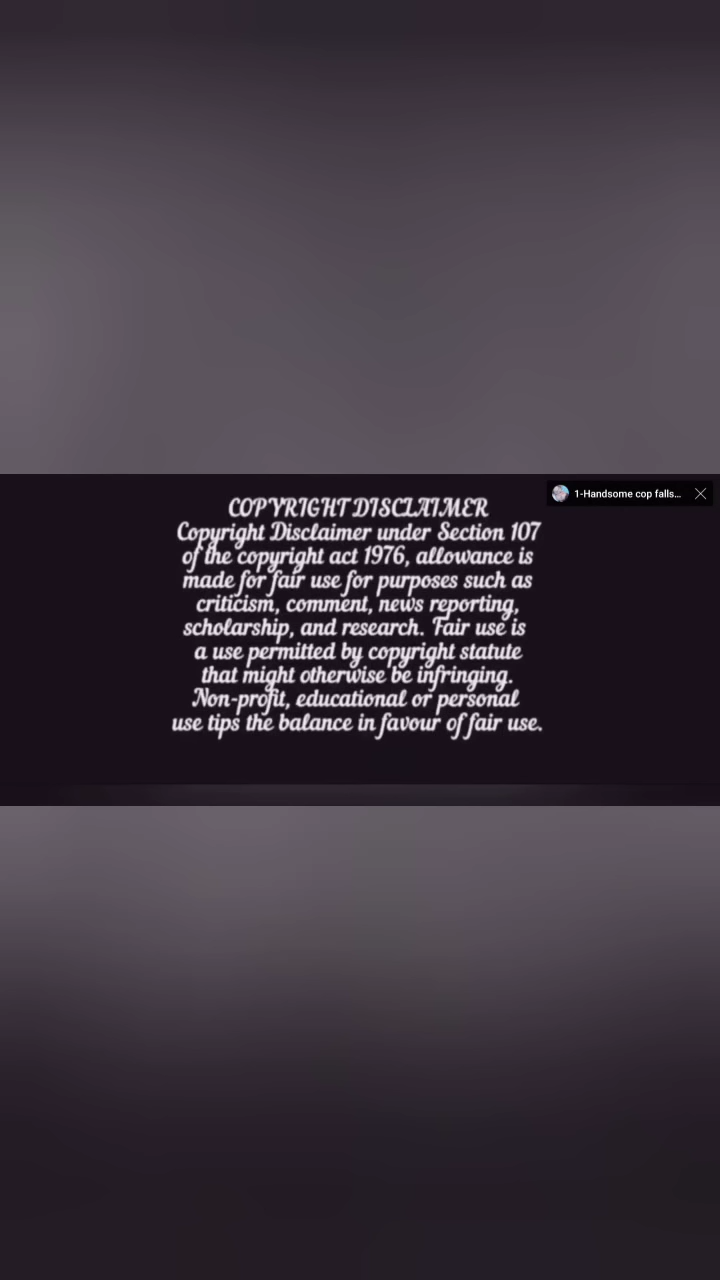 1-Handsome cop falls...
COPYRIGHT DISCLAIMER
Copyright Disclaimer under Section 107
of the copyright act 1976, allowance is
made for fair use for purposes such as
criticism, comment, news reporting,
scholarship, and research. Fair use is
a use permitted by copyright statute
that might otherwise be infringing.
Non-profit, educational or personal
use tips the balance in favour of fair use.